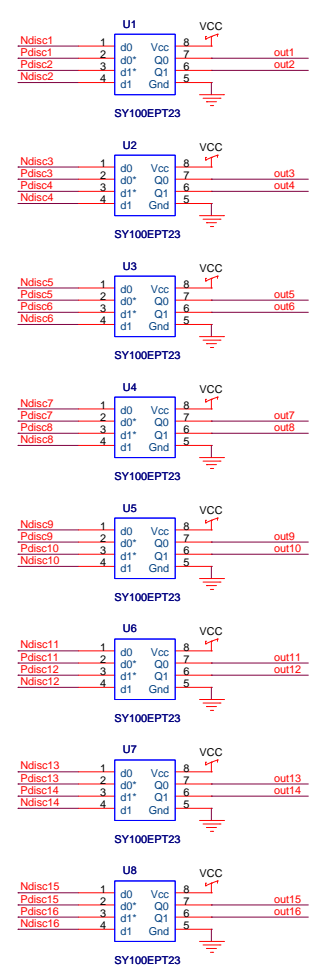 U1
VCC
Ndisc1 1 d0 Vcc 8
Pdisc1 2 d0* Q0 7 out1
Pdisc2 3 d1* Q1 6 out2
Ndisc2 4 d1 Gnd 5
SY100EPT23
U2
VCC
Ndisc3 1 d0 Vcc 8
Pdisc3 2 d0* Q0 7 out3
Pdisc4 3 d1* Q1 6 out4
Ndisc4 4 d1 Gnd 5
SY100EPT23
U3
VCC
Ndisc5 1 d0 Vcc 8
Pdisc5 2 d0* Q0 7 out5
Pdisc6 3 d1* Q1 6 out6
Ndisc6 4 d1 Gnd 5
SY100EPT23
U4
VCC
Ndisc7 1 d0 Vcc 8
Pdisc7 2 d0* Q0 7 out7
Pdisc8 3 d1* Q1 6 out8
Ndisc8 4 d1 Gnd 5
SY100EPT23
U5
VCC
Ndisc9 1 d0 Vcc 8
Pdisc9 2 d0* Q0 7 out9
Pdisc10 3 d1* Q1 6 out10
Ndisc10 4 d1 Gnd 5
SY100EPT23
U6
VCC
Ndisc11 1 d0 Vcc 8
Pdisc11 2 d0* Q0 7 out11
Pdisc12 3 d1* Q1 6 out12
Ndisc12 4 d1 Gnd 5
SY100EPT23
U7
VCC
Ndisc13 1 d0 Vcc 8
Pdisc13 2 d0* Q0 7 out13
Pdisc14 3 d1* Q1 6 out14
Ndisc14 4 d1 Gnd 5
SY100EPT23
U8
VCC
Ndisc15 1 d0 Vcc 8
Pdisc15 2 d0* Q0 7 out15
Pdisc16 3 d1* Q1 6 out16
Ndisc16 4 d1 Gnd 5
SY100EPT23